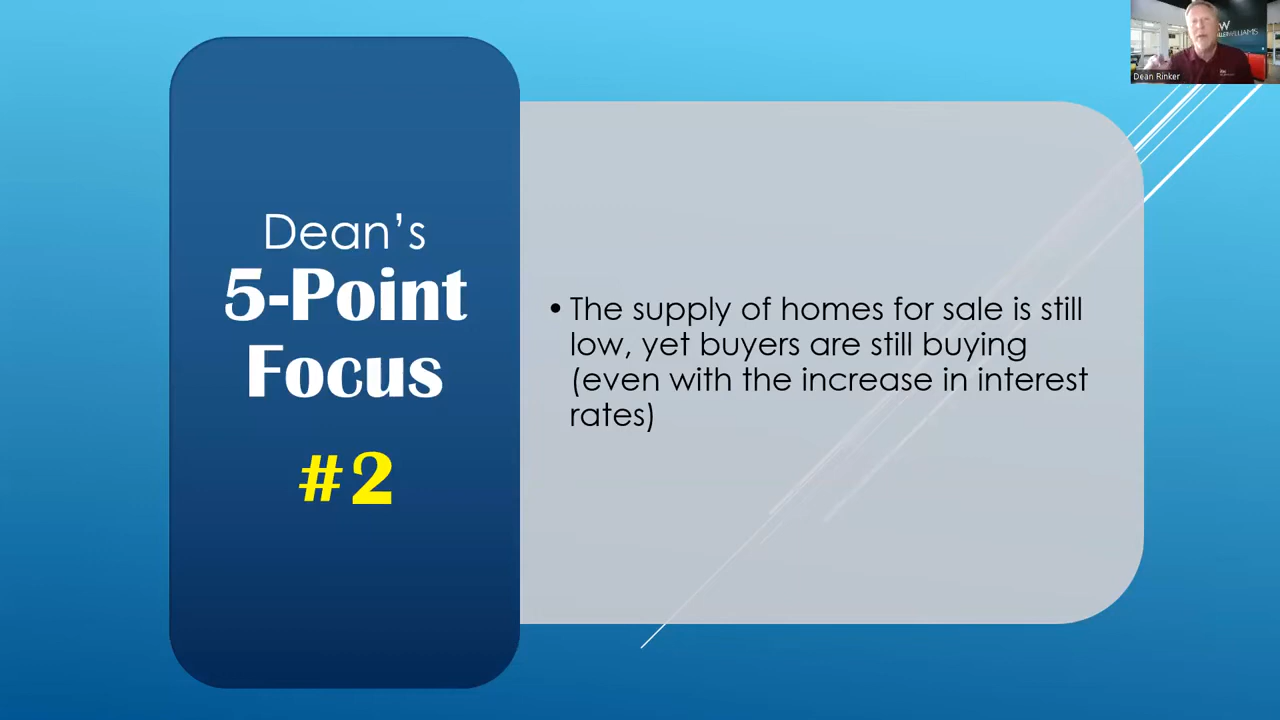 Dean's
5-Point
Focus
#2
• The supply of homes for sale is still
low, yet buyers are still buying
(even with the increase in interest
rates)
Dean Rinker